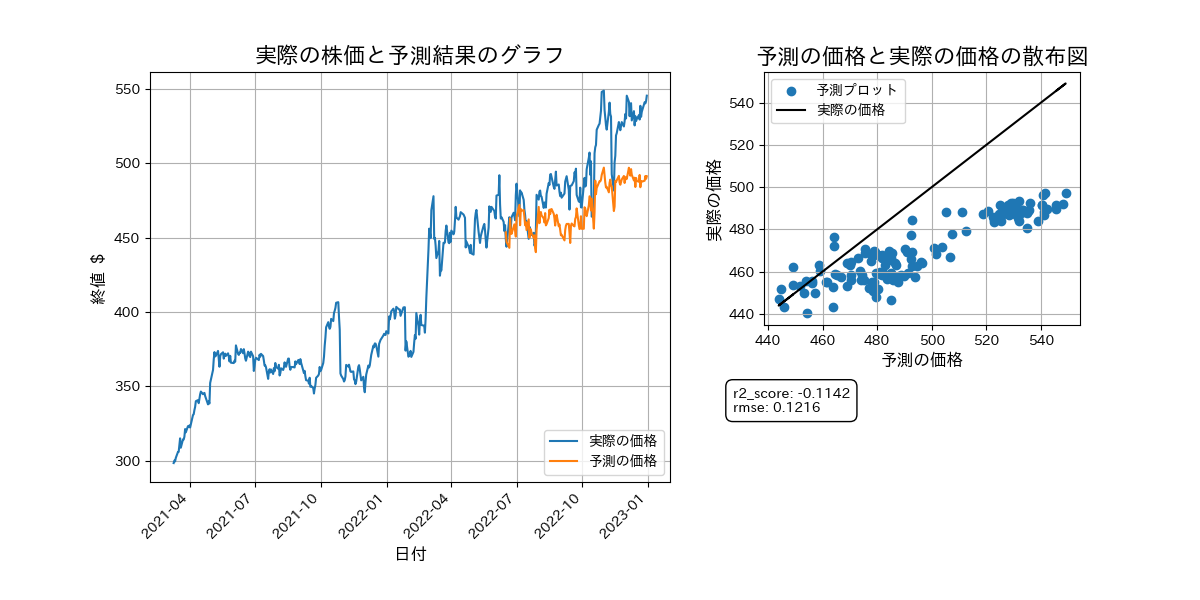 実際の株価と予測結果のグラフ
終値 $
550
500
450
400
350
300
2021-04
2021-07
2021-10
2022-01
2022-04
2022-07
2022-10
2023-01
日付
実際の価格
予測の価格
予測の価格と実際の価格の散布図
実際の価格
540
520
500
480
460
440
440
460
480
500
520
540
予測の価格
予測プロット
実際の価格
r2_score: -0.1142
rmse: 0.1216